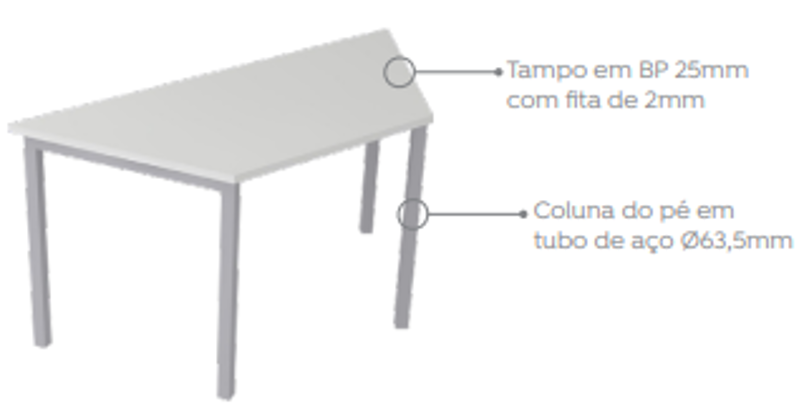 Tampo em BP 25mm
com fita de 2mm
Coluna do pé em
tubo de aço Ø63,5mm